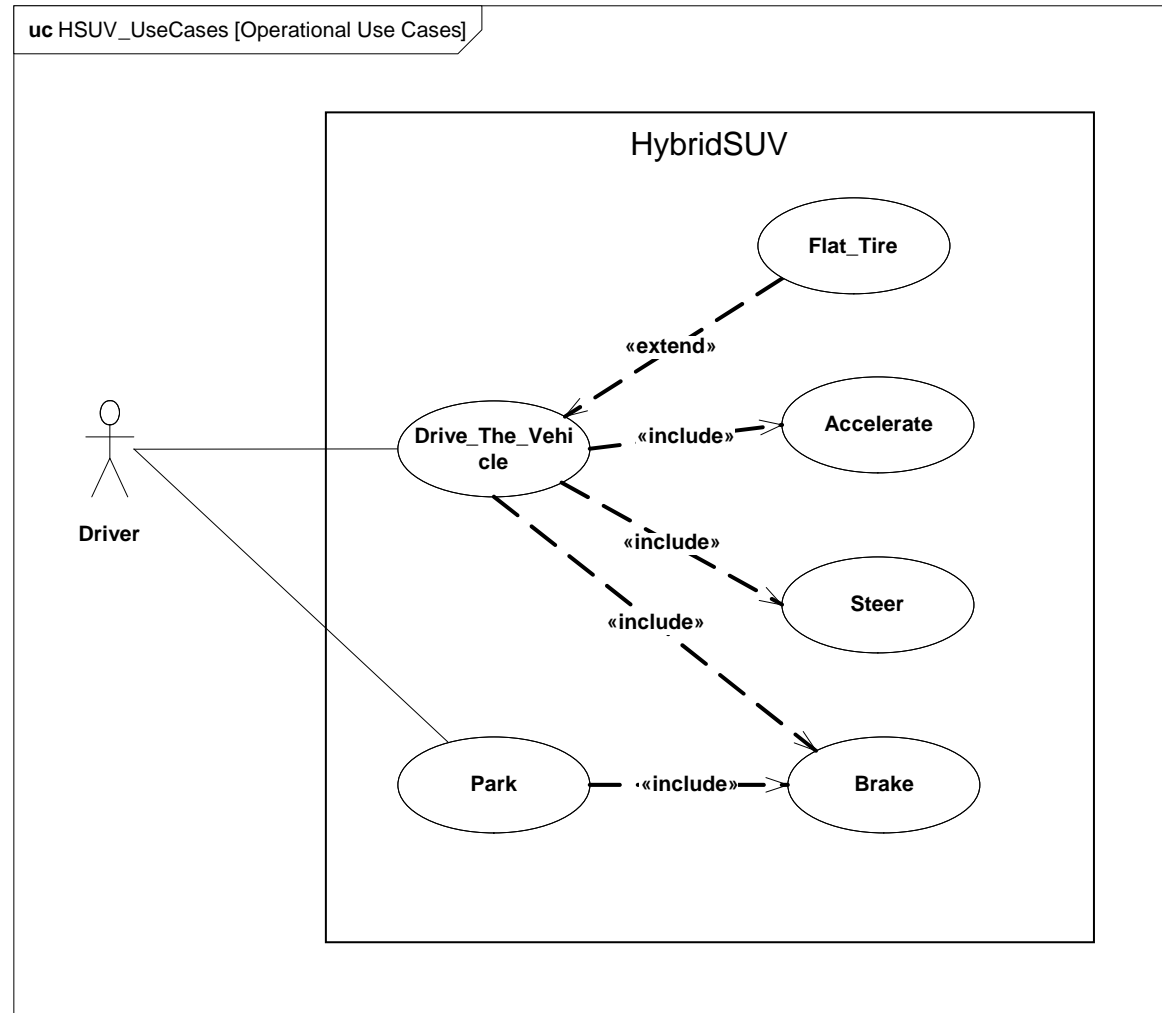 uc HSUV_UseCases [Operational Use Cases]
HybridSUV
Flat_Tire
«extend»
Accelerate
Drive_The_Vehi
cle
«include»
Driver
«include»
Steer
«include»
Park
«include»
Brake